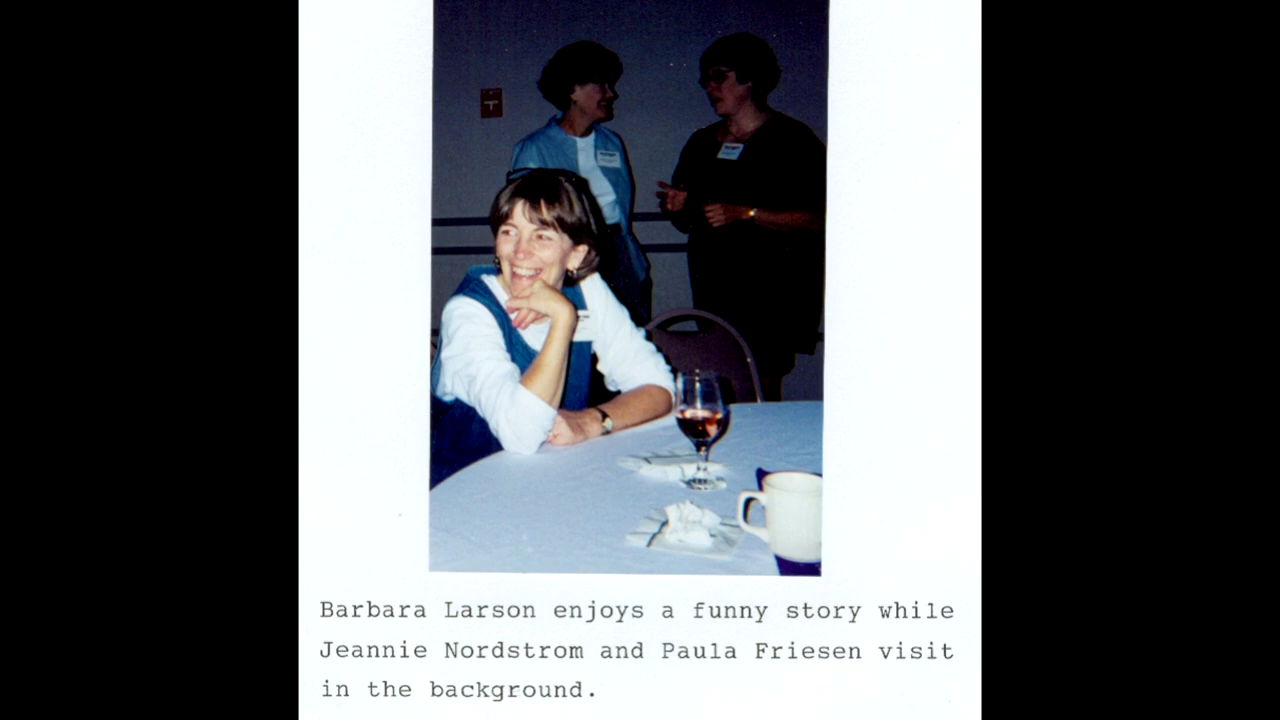 Barbara Larson enjoys a funny story while
Jeannie Nordstrom and Paula Friesen visit
in the background.